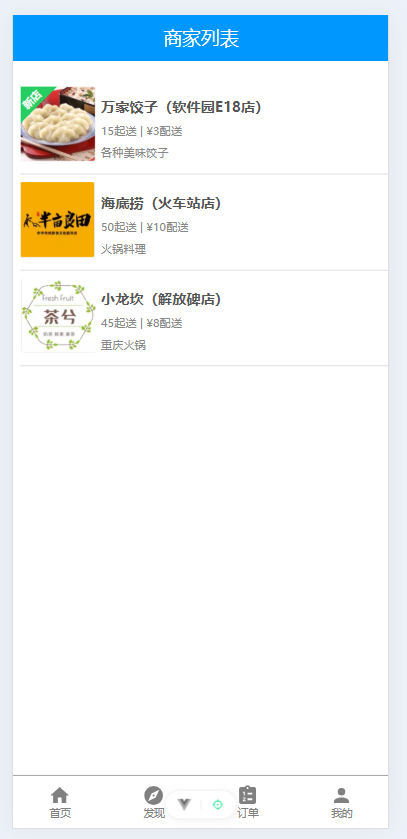 商家列表
新店
万家饺子（软件园E18店）
15起送 | ¥3配送
各种美味饺子
半亩良田
海底捞（火车站店）
50起送 | ¥10配送
火锅料理
Fresh Fruit
茶兮
小龙坎（解放碑店）
45起送 | ¥8配送
重庆火锅
首页
发现
订单
我的